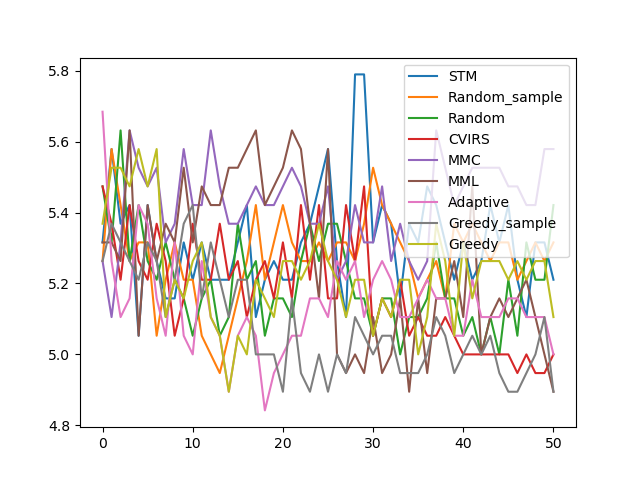 5.8
5.6
5.4
5.2
5.0
4.8
0
10
20
30
40
50
STM
Random_sample
Random
CVIRS
MMC
MML
Adaptive
Greedy_sample
Greedy